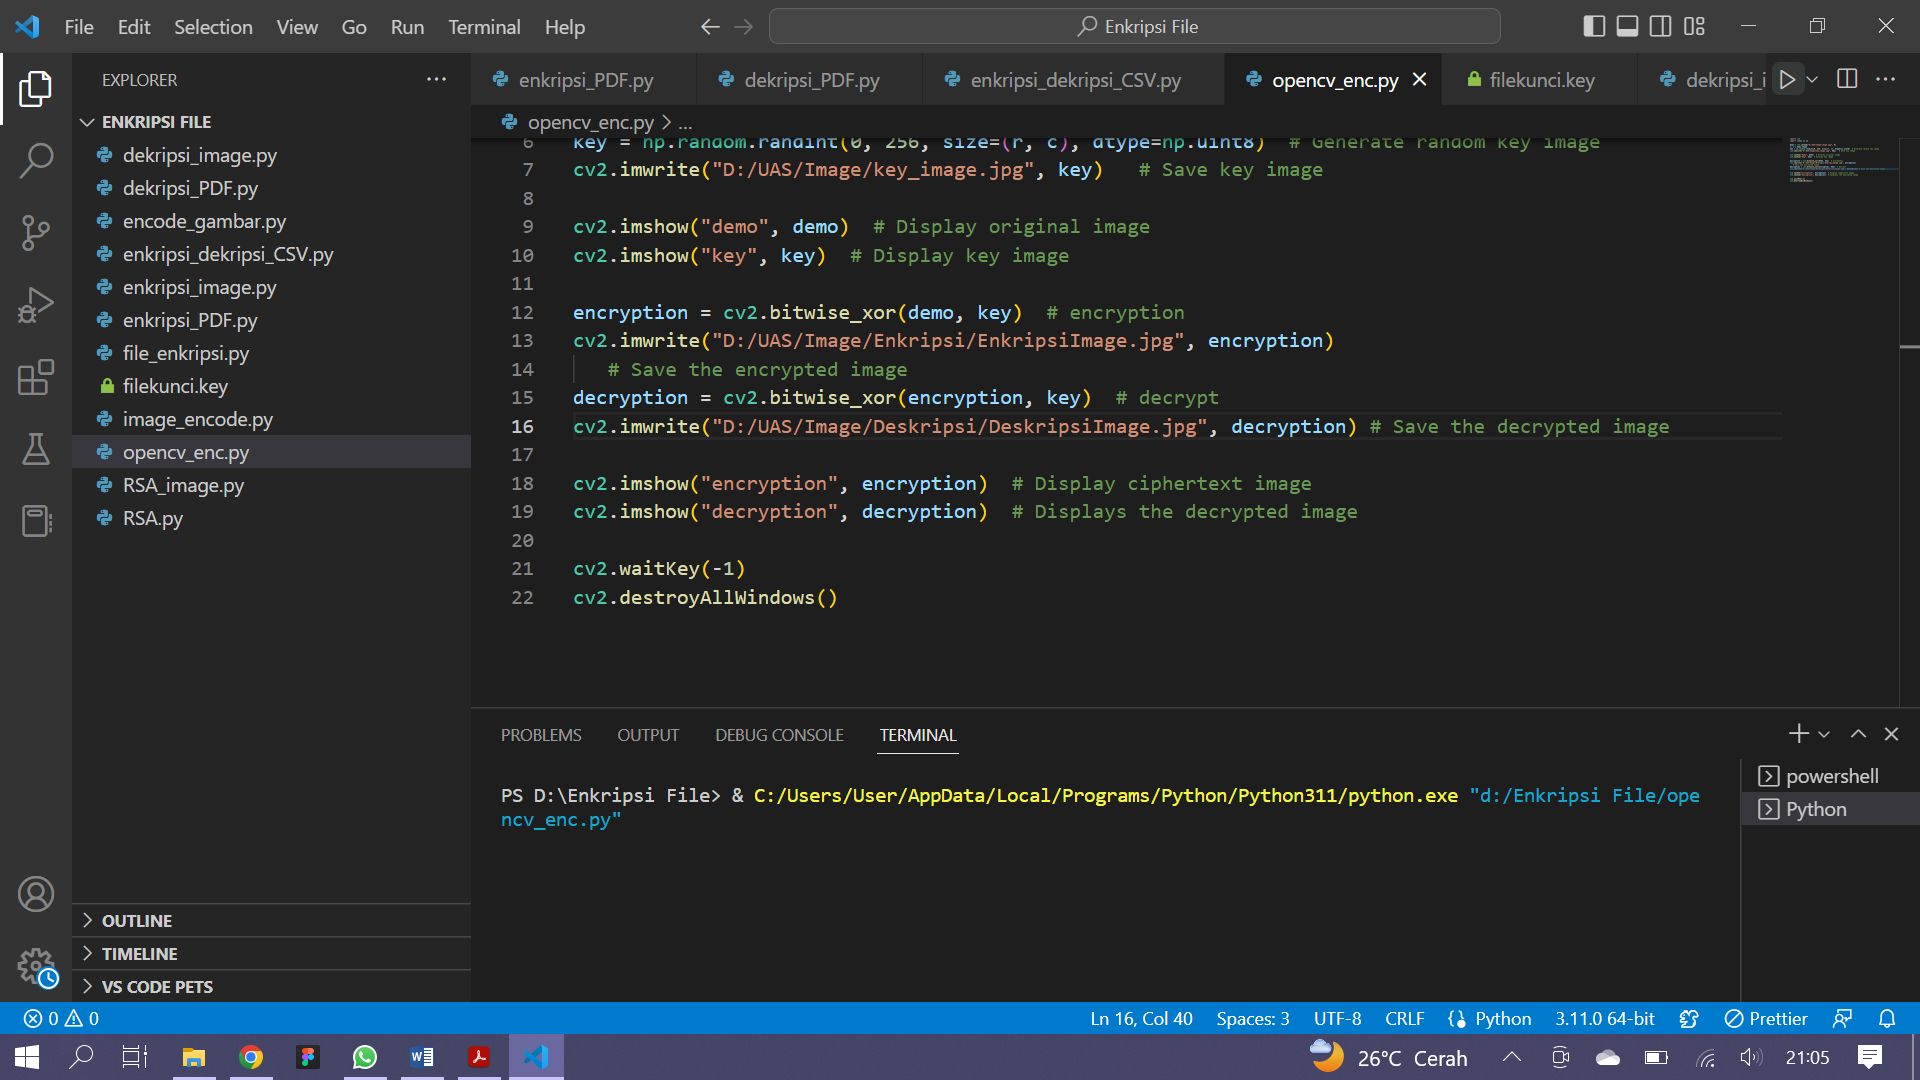 File Edit Selection View Go Run Terminal Help
Enkripsi File
EXPLORER
ENKRIPSI FILE
dekripsi_image.py
dekripsi_PDF.py
encode_gambar.py
enkripsi_dekripsi_CSV.py
enkripsi_image.py
enkripsi_PDF.py
file_enkripsi.py
filekunci.key
image_encode.py
opencv_enc.py
RSA_image.py
RSA.py
OUTLINE
TIMELINE
VS CODE PETS
enkripsi_PDF.py dekripsi_PDF.py enkripsi_dekripsi_CSV.py opencv_enc.py filekunci.key dekripsi_i
opencv_enc.py > ...
6 key = np.random.randint(0, 256, size=(r, c), dtype=np.uint8)  # Generate random key image
7 cv2.imwrite("D:/UAS/Image/key_image.jpg", key)   # Save key image
8
9 cv2.imshow("demo", demo)  # Display original image
10 cv2.imshow("key", key)  # Display key image
11
12 encryption = cv2.bitwise_xor(demo, key)  # encryption
13 cv2.imwrite("D:/UAS/Image/Enkripsi/EnkripsiImage.jpg", encryption)
14    # Save the encrypted image
15 decryption = cv2.bitwise_xor(encryption, key)  # decrypt
16 cv2.imwrite("D:/UAS/Image/Deskripsi/DeskripsiImage.jpg", decryption) # Save the decrypted image
17
18 cv2.imshow("encryption", encryption)  # Display ciphertext image
19 cv2.imshow("decryption", decryption)  # Displays the decrypted image
20
21 cv2.waitKey(-1)
22 cv2.destroyAllWindows()
PROBLEMS OUTPUT DEBUG CONSOLE TERMINAL
PS D:\Enkripsi File> & C:/Users/User/AppData/Local/Programs/Python/Python311/python.exe "d:/Enkripsi File/ope
ncv_enc.py"
powershell
Python
0 0 Ln 16, Col 40 Spaces: 3 UTF-8 CRLF Python 3.11.0 64-bit Prettier
26°C Cerah 21:05